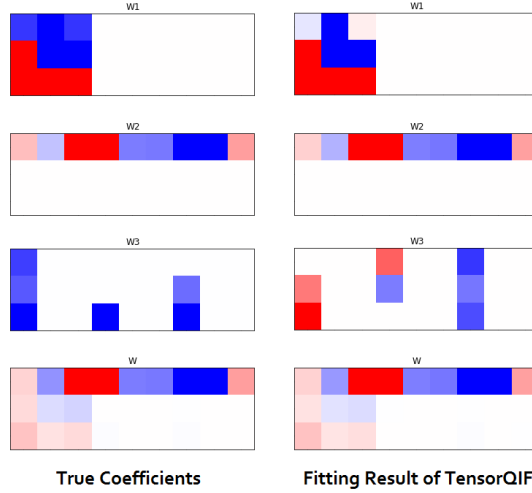 W1
W1
W2
W2
W3
W3
W
W
True Coefficients
Fitting Result of TensorQIF